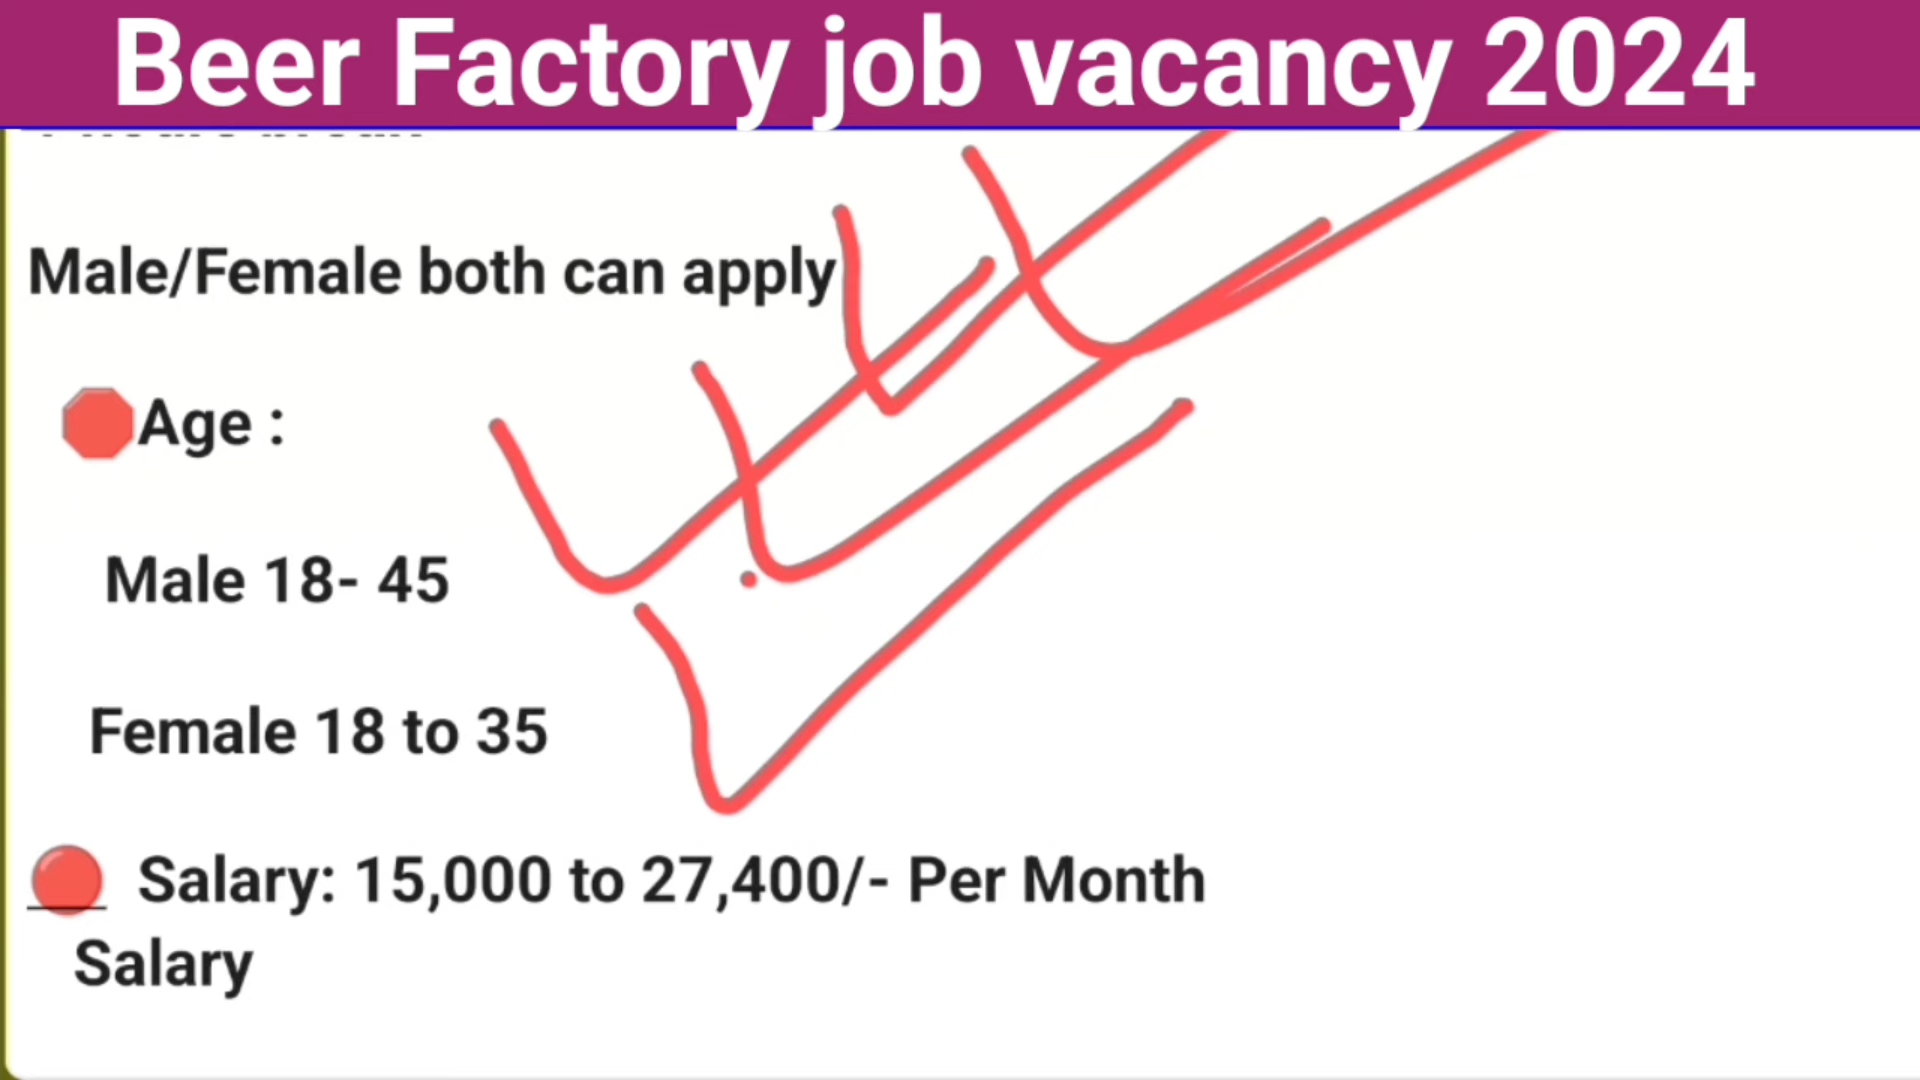 Beer Factory job vacancy 2024
Male/Female both can apply
Age :
Male 18- 45
Female 18 to 35
Salary: 15,000 to 27,400/- Per Month
Salary